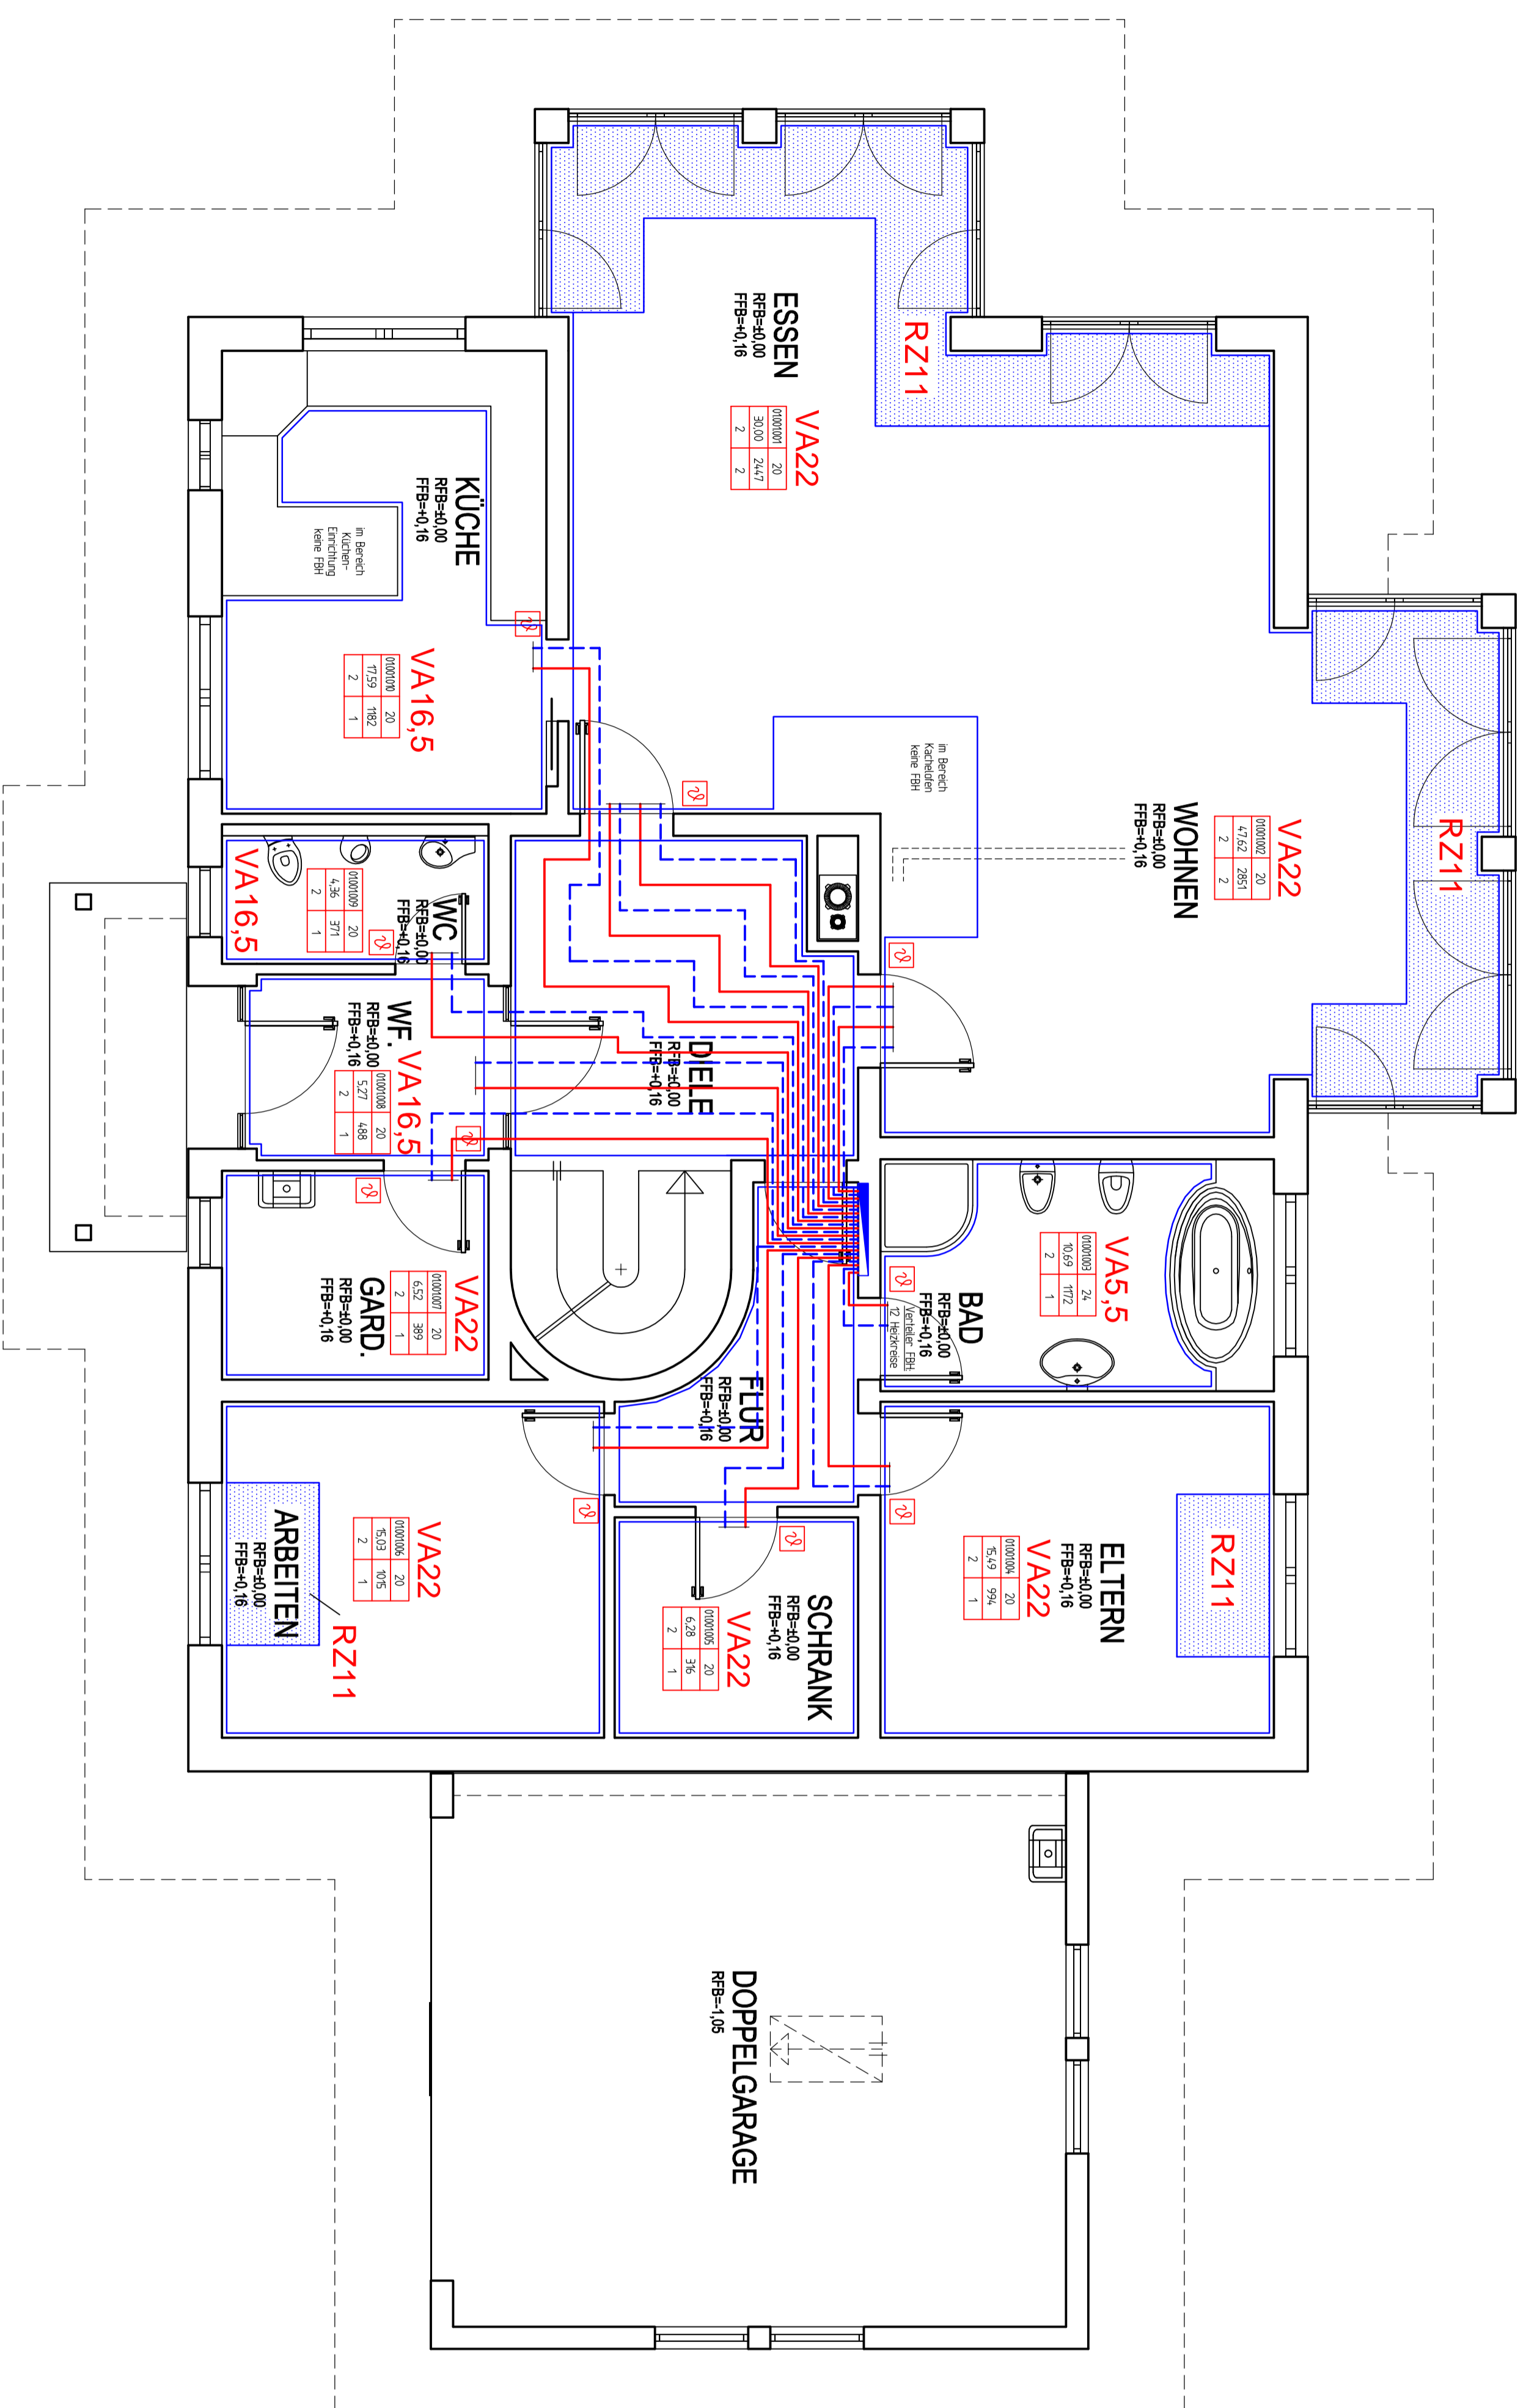 RZ11
WOHNEN
RFB=±0,00
FFB=+0,16
VA22
01001002 20
47,62 2851
2 2
im Bereich
Kachelofen
keine FBH
RZ11
ESSEN
RFB=±0,00
FFB=+0,16
VA22
01001001 20
30,00 2447
2 2
KÜCHE
RFB=±0,00
FFB=+0,16
im Bereich
Küchen-
Einrichtung
keine FBH
VA16,5
01001010 20
17,59 1182
2 1
WC
RFB=±0,00
FFB=+0,16
01001009 20
4,36 371
2 1
VA16,5
WF.
RFB=±0,00
FFB=+0,16
VA16,5
01001008 20
5,27 488
2 1
DIELE
RFB=±0,00
FFB=+0,16
VA5,5
01001003 24
10,69 1172
2 1
BAD
RFB=±0,00
FFB=+0,16
Verteiler FBH:
12 Heizkreise
FLUR
RFB=±0,00
FFB=+0,16
VA22
01001007 20
6,52 389
2 1
GARD.
RFB=±0,00
FFB=+0,16
RZ11
ELTERN
RFB=±0,00
FFB=+0,16
VA22
01001004 20
15,49 994
2 1
SCHRANK
RFB=±0,00
FFB=+0,16
VA22
01001005 20
6,28 316
2 1
VA22
01001006 20
15,03 1015
2 1
RZ11
ARBEITEN
RFB=±0,00
FFB=+0,16
DOPPELGARAGE
RFB=-1,05